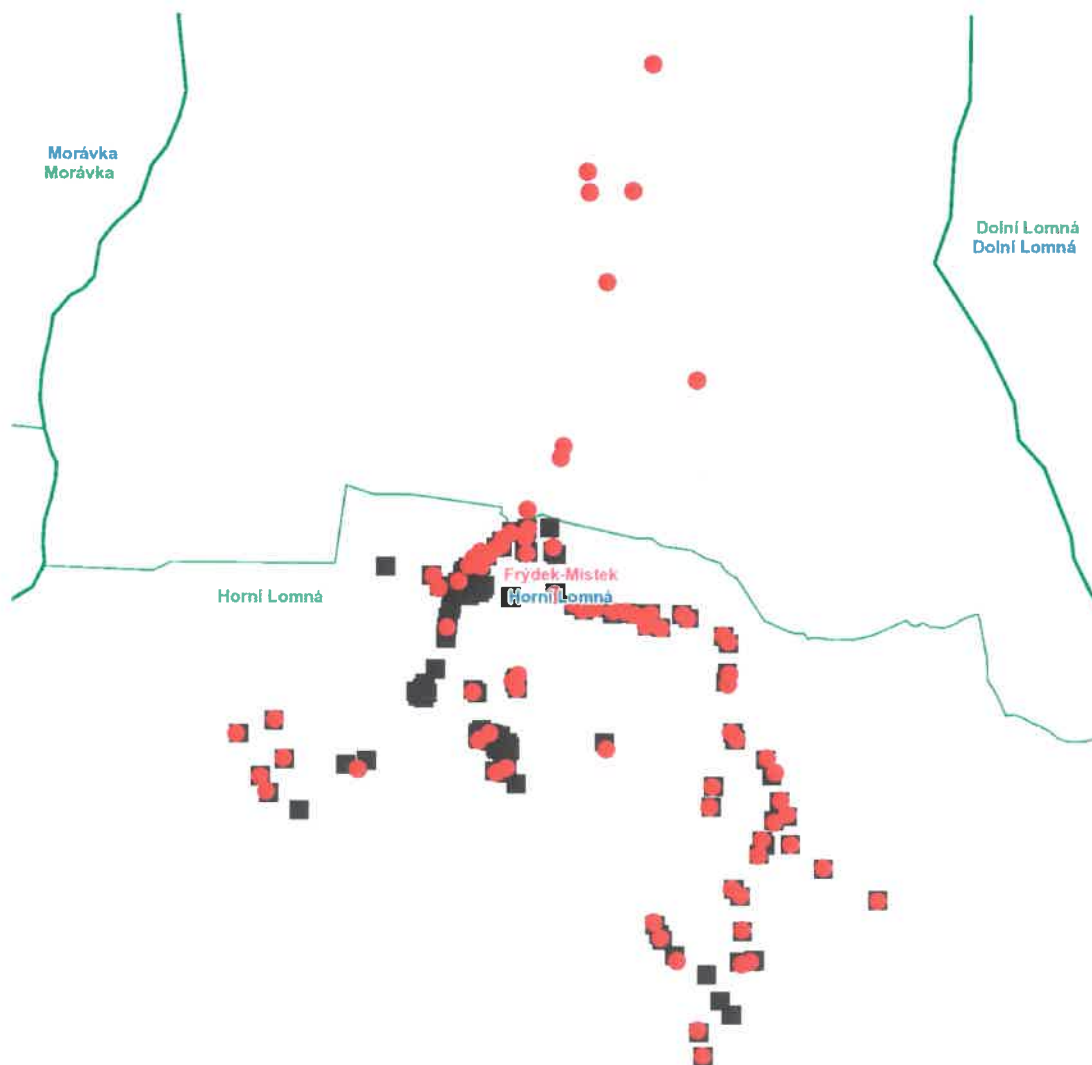 Morávka
Morávka
Dolní Lomná
Dolní Lomná
Frýdek-Místek
Horní Lomná
Horní Lomná